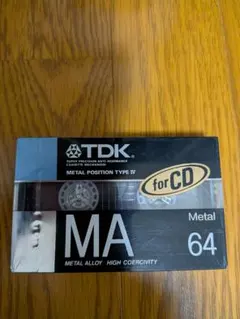 TDK
SUPER PRECISION ANTI-RESONANCE
CASSETTE MECHANISM
METAL POSITION TYPE IV
for CD
Metal
MA 64
METAL ALLOY HIGH COERCIVITY